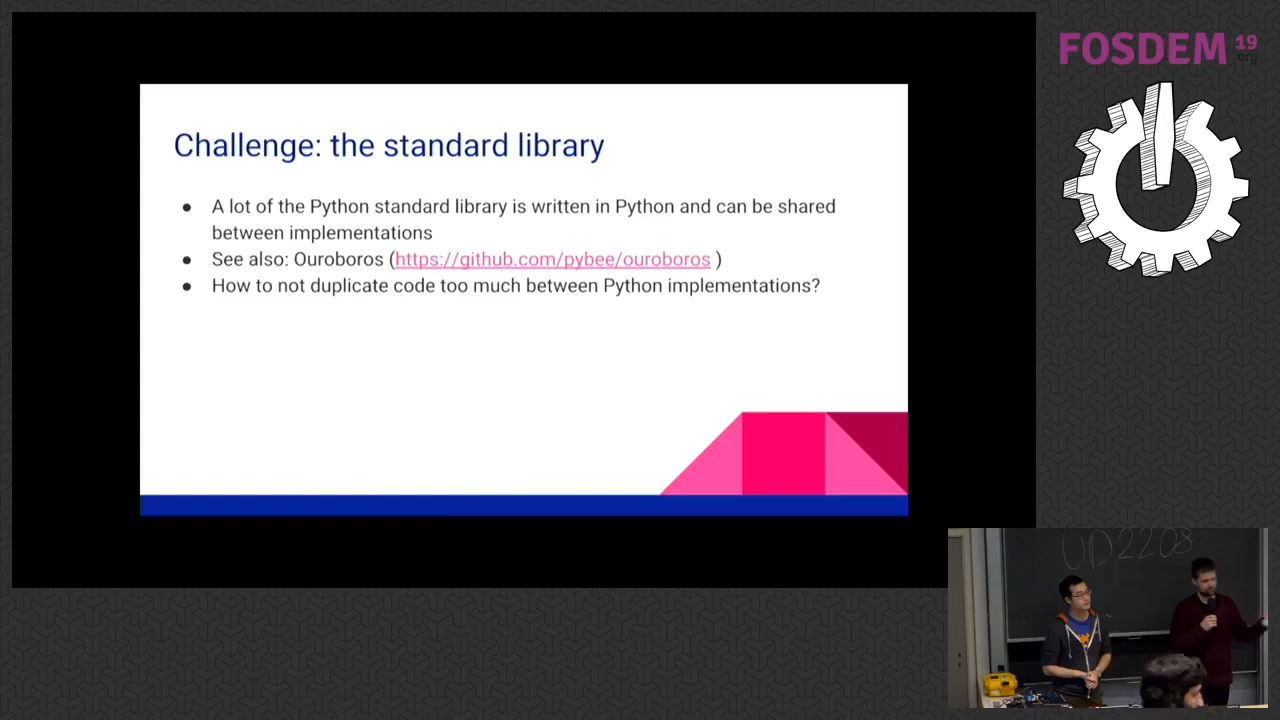 FOSDEM 19
.org
Challenge: the standard library
● A lot of the Python standard library is written in Python and can be shared
between implementations
● See also: Ouroboros (https://github.com/pybee/ouroboros )
● How to not duplicate code too much between Python implementations?
UD2208